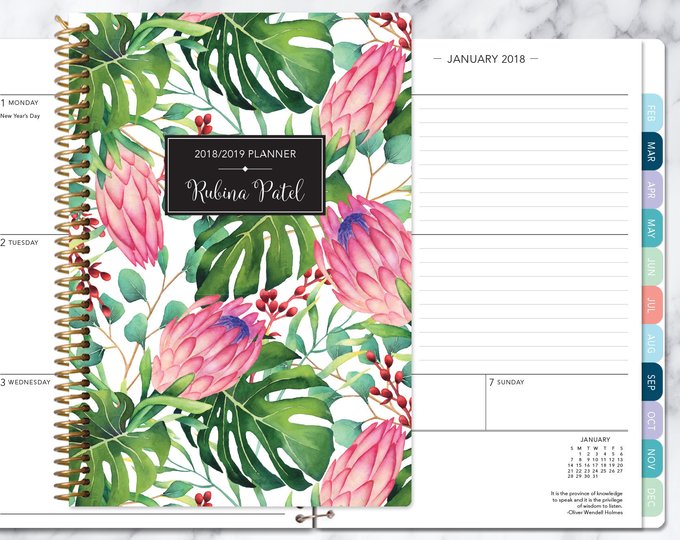 1 MONDAY
New Year's Day
2 TUESDAY
3 WEDNESDAY
2018/2019 PLANNER
Rubina Patel
— JANUARY 2018 —
7 SUNDAY
JANUARY
S M T W T F S
1 2 3 4 5 6
7 8 9 10 11 12 13
14 15 16 17 18 19 20
21 22 23 24 25 26 27
28 29 30 31
It is the province of knowledge
to speak and it is the privilege
of wisdom to listen.
-Oliver Wendell Holmes
FEB
MAR
APR
MAY
JUN
JUL
AUG
SEP
OCT
NOV
DEC